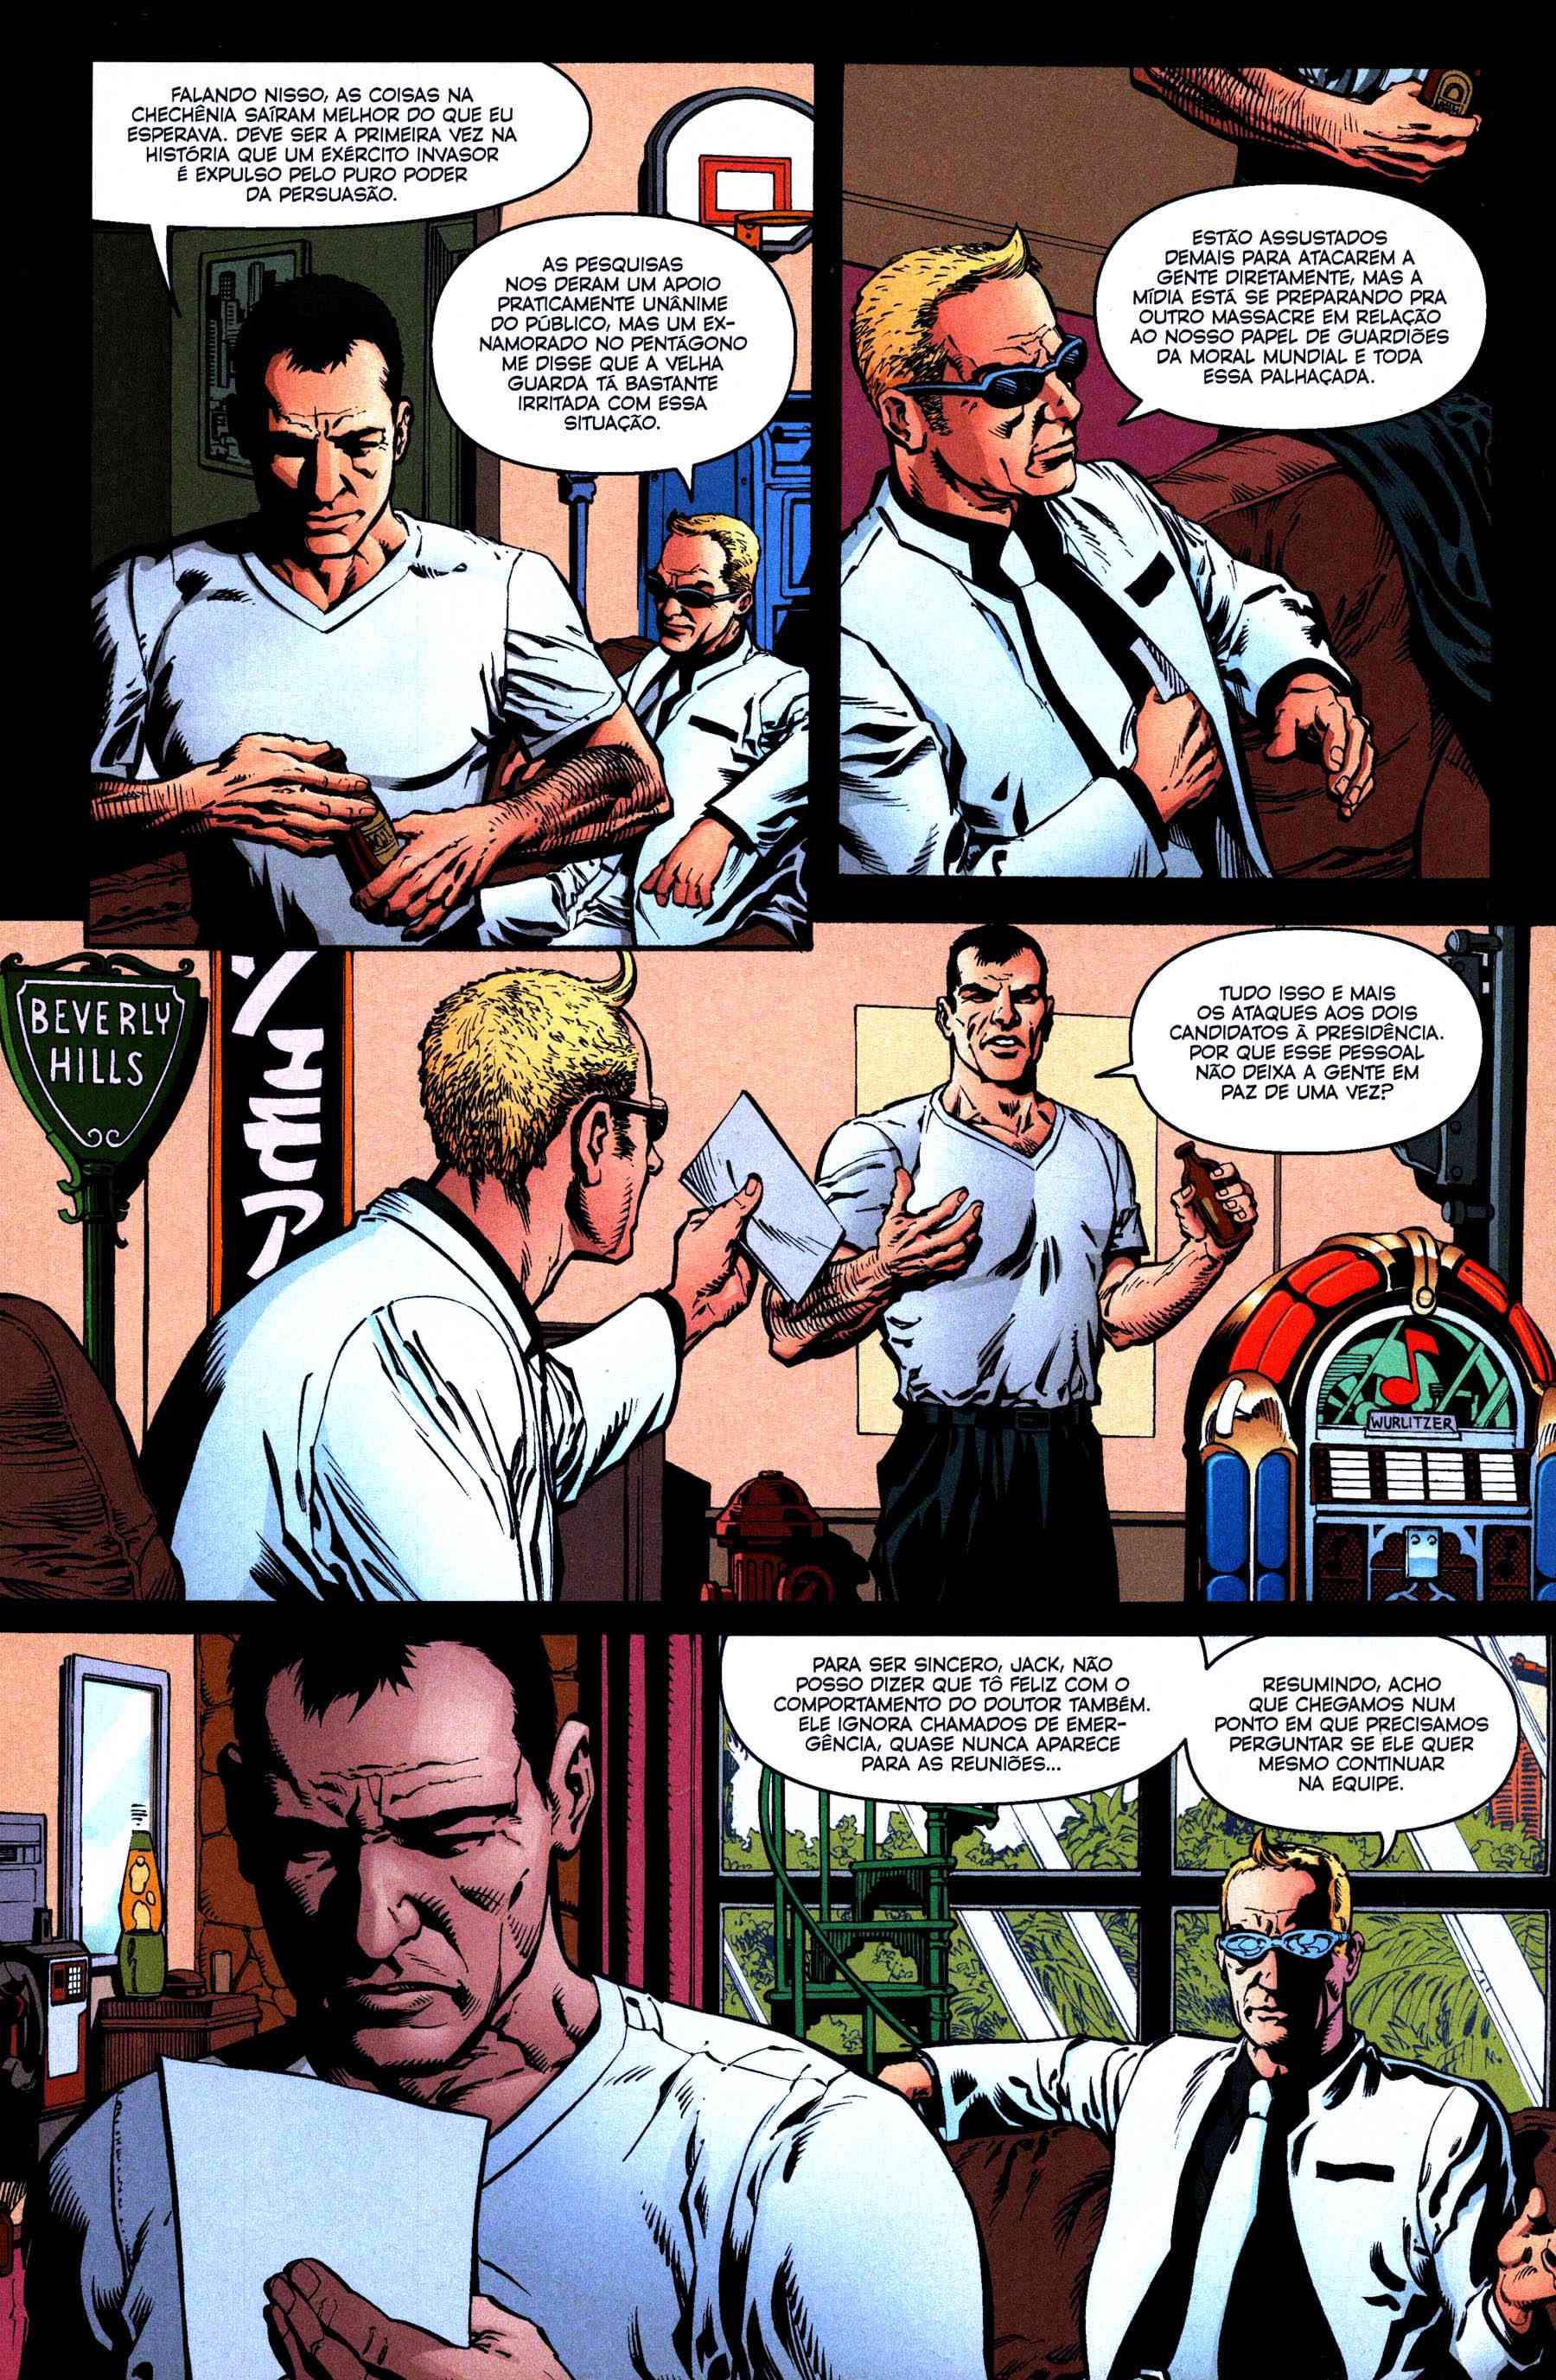 FALANDO NISSO, AS COISAS NA
CHECHÊNIA SAÍRAM MELHOR DO QUE EU
ESPERAVA. DEVE SER A PRIMEIRA VEZ NA
HISTÓRIA QUE UM EXÉRCITO INVASOR
É EXPULSO PELO PURO PODER
DA PERSUASÃO.
AS PESQUISAS
NOS DERAM UM APOIO
PRATICAMENTE UNÂNIME
DO PÚBLICO, MAS UM EX-
NAMORADO NO PENTÁGONO
ME DISSE QUE A VELHA
GUARDA TÁ BASTANTE
IRRITADA COM ESSA
SITUAÇÃO.
ESTÃO ASSUSTADOS
DEMAIS PARA ATACAREM A
GENTE DIRETAMENTE, MAS A
MÍDIA ESTÁ SE PREPARANDO PRA
OUTRO MASSACRE EM RELAÇÃO
AO NOSSO PAPEL DE GUARDIÕES
DA MORAL MUNDIAL E TODA
ESSA PALHAÇADA.
BEVERLY
HILLS
TUDO ISSO E MAIS
OS ATAQUES AOS DOIS
CANDIDATOS À PRESIDÊNCIA.
POR QUE ESSE PESSOAL
NÃO DEIXA A GENTE EM
PAZ DE UMA VEZ?
WURLITZER
PARA SER SINCERO, JACK, NÃO
POSSO DIZER QUE TÔ FELIZ COM O
COMPORTAMENTO DO DOUTOR TAMBÉM.
ELE IGNORA CHAMADOS DE EMER-
GÊNCIA, QUASE NUNCA APARECE
PARA AS REUNIÕES...
RESUMINDO, ACHO
QUE CHEGAMOS NUM
PONTO EM QUE PRECISAMOS
PERGUNTAR SE ELE QUER
MESMO CONTINUAR
NA EQUIPE.